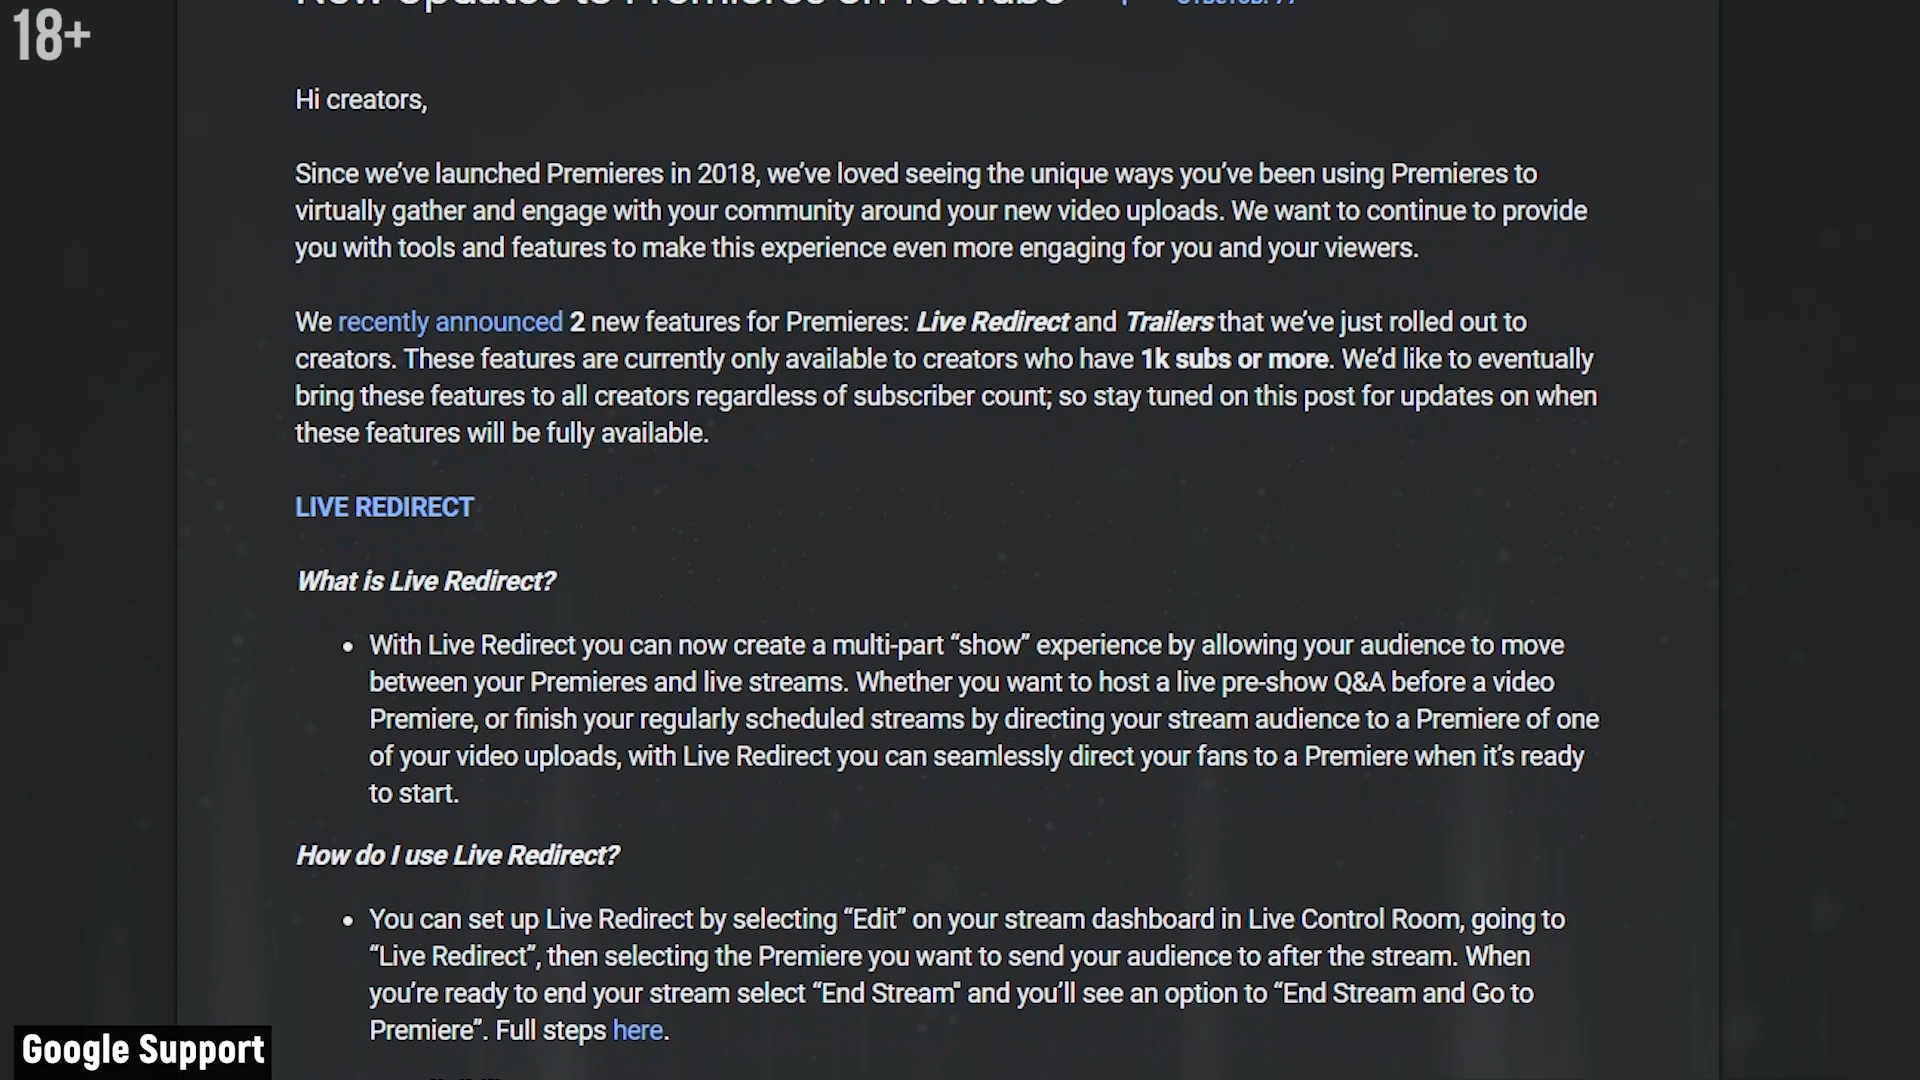 New Updates to Premieres on YouTube
18+
Hi creators,
Since we’ve launched Premieres in 2018, we’ve loved seeing the unique ways you’ve been using Premieres to
virtually gather and engage with your community around your new video uploads. We want to continue to provide
you with tools and features to make this experience even more engaging for you and your viewers.
We recently announced 2 new features for Premieres: Live Redirect and Trailers that we’ve just rolled out to
creators. These features are currently only available to creators who have 1k subs or more. We’d like to eventually
bring these features to all creators regardless of subscriber count; so stay tuned on this post for updates on when
these features will be fully available.
LIVE REDIRECT
What is Live Redirect?
• With Live Redirect you can now create a multi-part “show” experience by allowing your audience to move
between your Premieres and live streams. Whether you want to host a live pre-show Q&A before a video
Premiere, or finish your regularly scheduled streams by directing your stream audience to a Premiere of one
of your video uploads, with Live Redirect you can seamlessly direct your fans to a Premiere when it’s ready
to start.
How do I use Live Redirect?
• You can set up Live Redirect by selecting “Edit” on your stream dashboard in Live Control Room, going to
“Live Redirect”, then selecting the Premiere you want to send your audience to after the stream. When
you’re ready to end your stream select “End Stream" and you’ll see an option to “End Stream and Go to
Premiere”. Full steps here.
Google Support